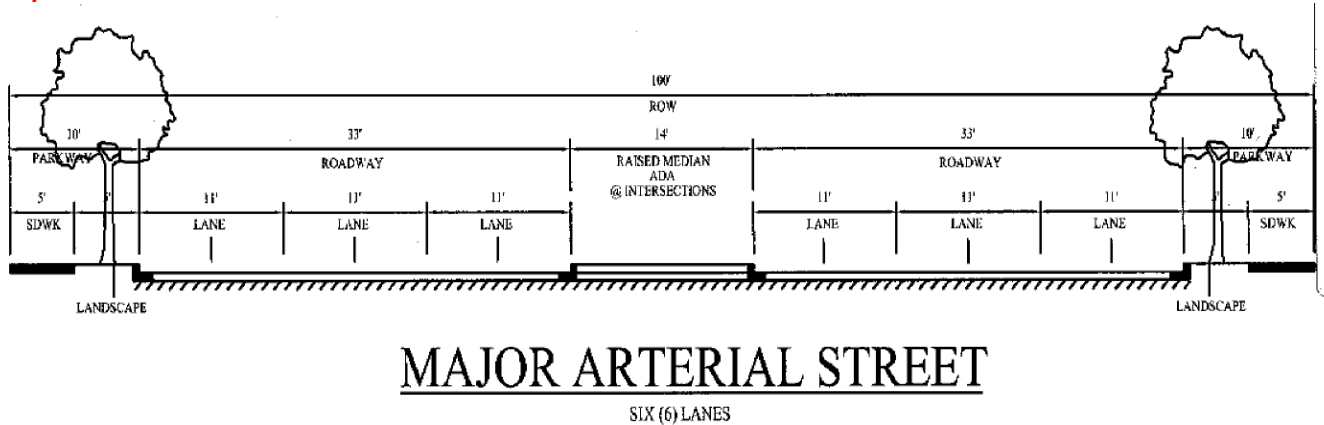 100'
ROW
10' 33' 14' 33' 10'
PARKWAY ROADWAY RAISED MEDIAN ROADWAY PARKWAY
ADA
@ INTERSECTIONS
5' 11' 11' 11' 11' 11' 11' 5'
SDWK LANE LANE LANE LANE LANE LANE SDWK
LANDSCAPE LANDSCAPE
MAJOR ARTERIAL STREET
SIX (6) LANES